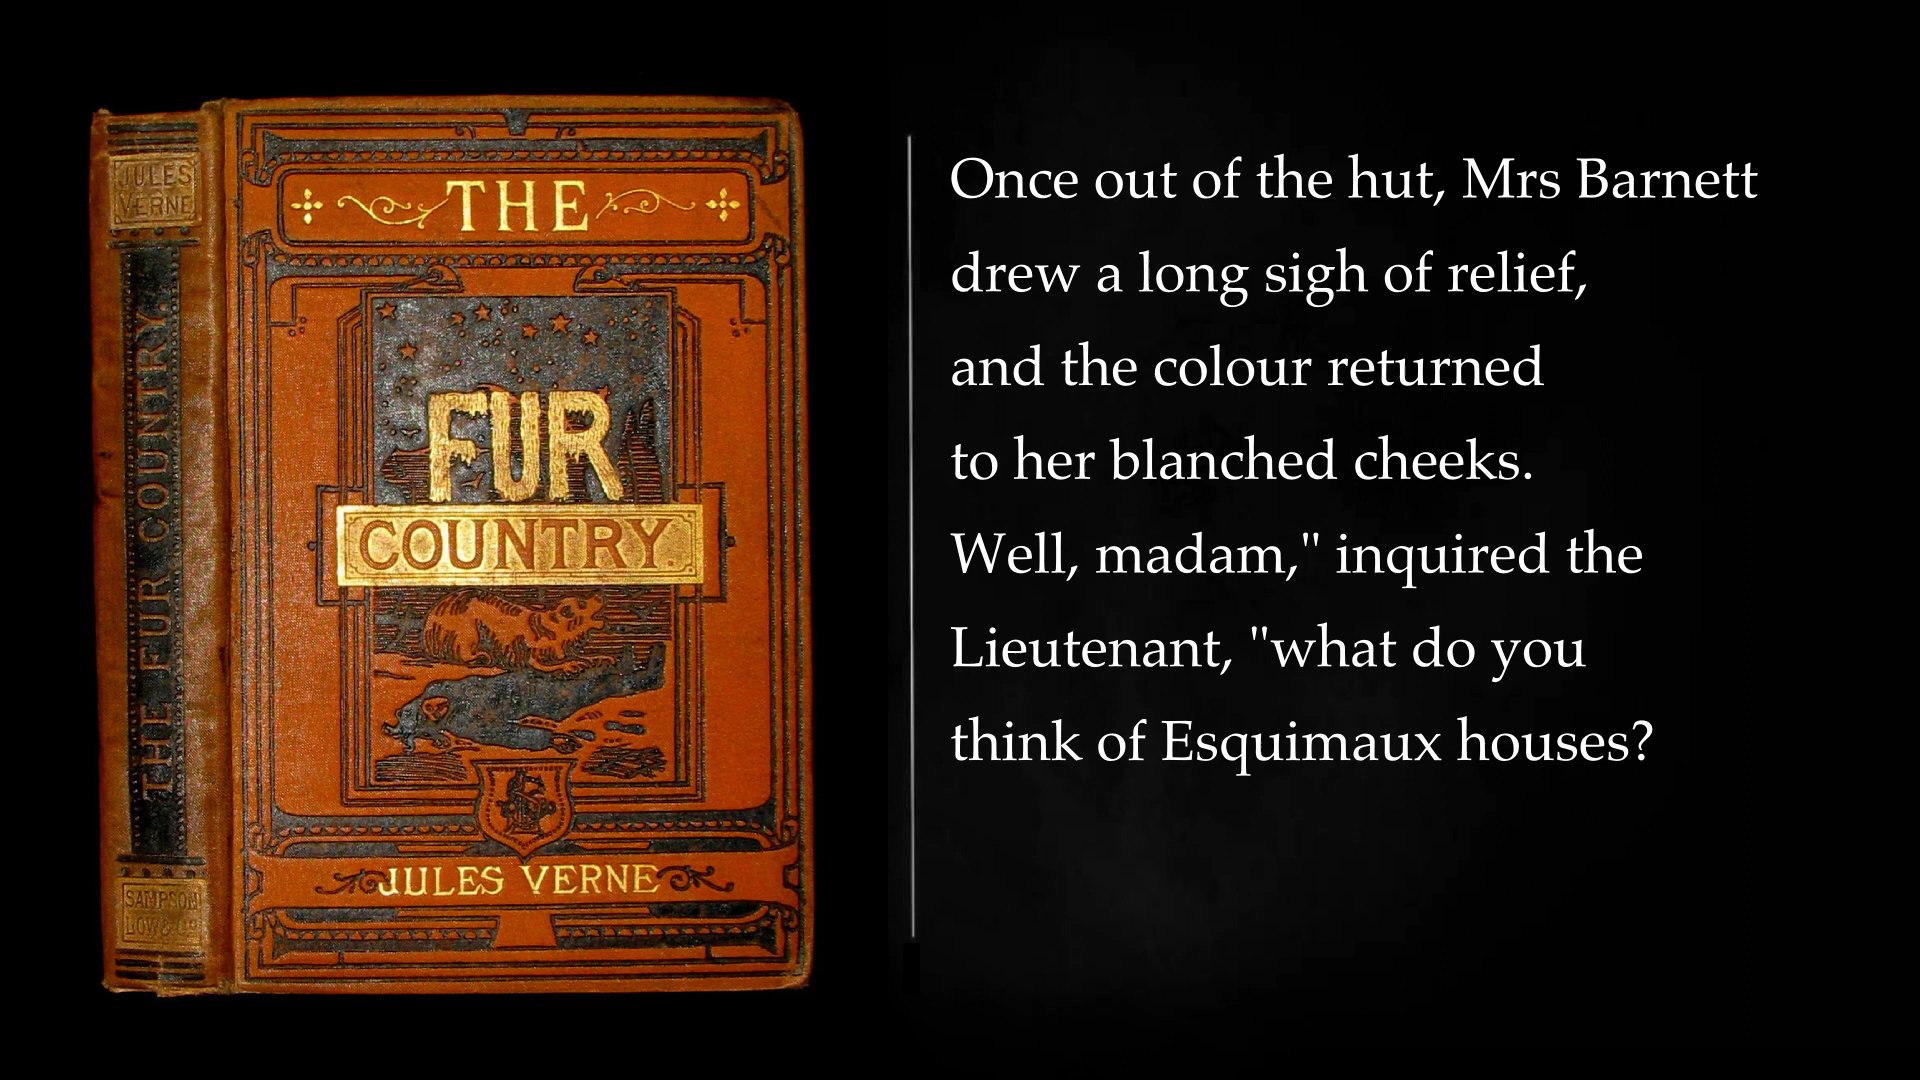 JULES
VERNE
THE FUR COUNTRY.
SAMPSON
LOW & Co
THE
FUR
COUNTRY.
JULES VERNE
Once out of the hut, Mrs Barnett
drew a long sigh of relief,
and the colour returned
to her blanched cheeks.
Well, madam," inquired the
Lieutenant, "what do you
think of Esquimaux houses?